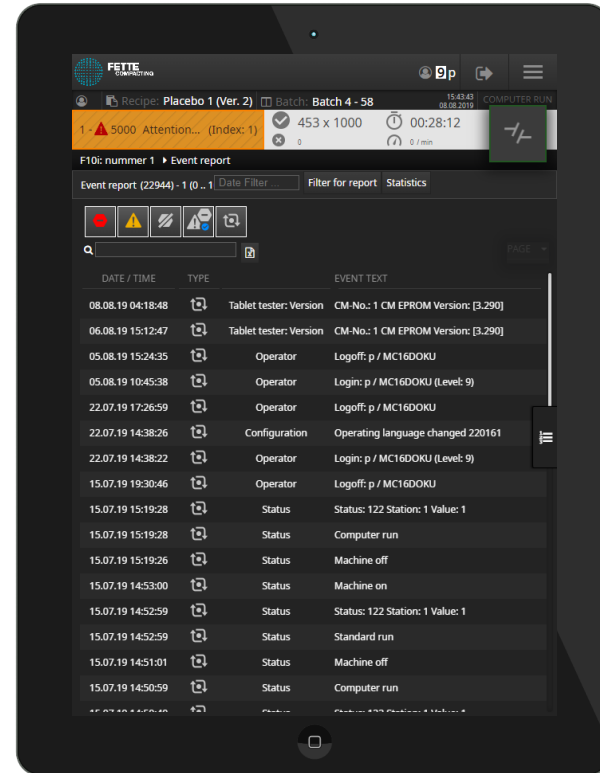 FETTE
COMPACTING
9 p
Recipe: Placebo 1 (Ver. 2) Batch: Batch 4 - 58 15:43:43 COMPUTER RUN
08.08.2019
1 - 5000 Attention... (Index: 1) 453 x 1000 00:28:12
0 0 / min
F10i: nummer 1 Event report
Event report (22944) - 1 (0 .. 1 Date Filter ... Filter for report Statistics
PAGE
DATE / TIME TYPE EVENT TEXT
08.08.19 04:18:48 Tablet tester: Version CM-No.: 1 CM EPROM Version: [3.290]
06.08.19 15:12:47 Tablet tester: Version CM-No.: 1 CM EPROM Version: [3.290]
05.08.19 15:24:35 Operator Logoff: p / MC16DOKU
05.08.19 10:45:38 Operator Login: p / MC16DOKU (Level: 9)
22.07.19 17:26:59 Operator Logoff: p / MC16DOKU
22.07.19 14:38:26 Configuration Operating language changed 220161
22.07.19 14:38:22 Operator Login: p / MC16DOKU (Level: 9)
15.07.19 19:30:46 Operator Logoff: p / MC16DOKU
15.07.19 15:19:28 Status Status: 122 Station: 1 Value: 1
15.07.19 15:19:28 Status Computer run
15.07.19 15:19:26 Status Machine off
15.07.19 14:53:00 Status Machine on
15.07.19 14:52:59 Status Status: 122 Station: 1 Value: 1
15.07.19 14:52:59 Status Standard run
15.07.19 14:51:01 Status Machine off
15.07.19 14:50:59 Status Computer run